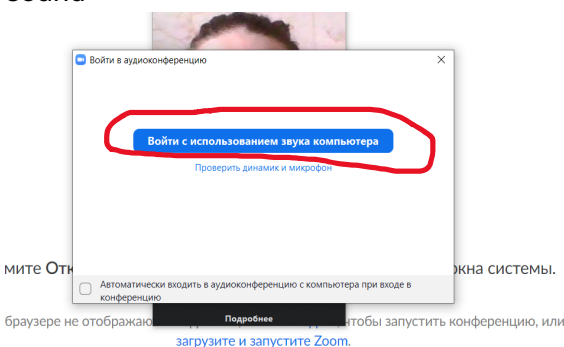 Войти в аудиоконференцию
Войти с использованием звука компьютера
Проверить динамик и микрофон
мите Отк окна системы.
Автоматически входить в аудиоконференцию с компьютера при входе в
конференцию
браузере не отображаю чтобы запустить конференцию, или
Подробнее
загрузите и запустите Zoom.